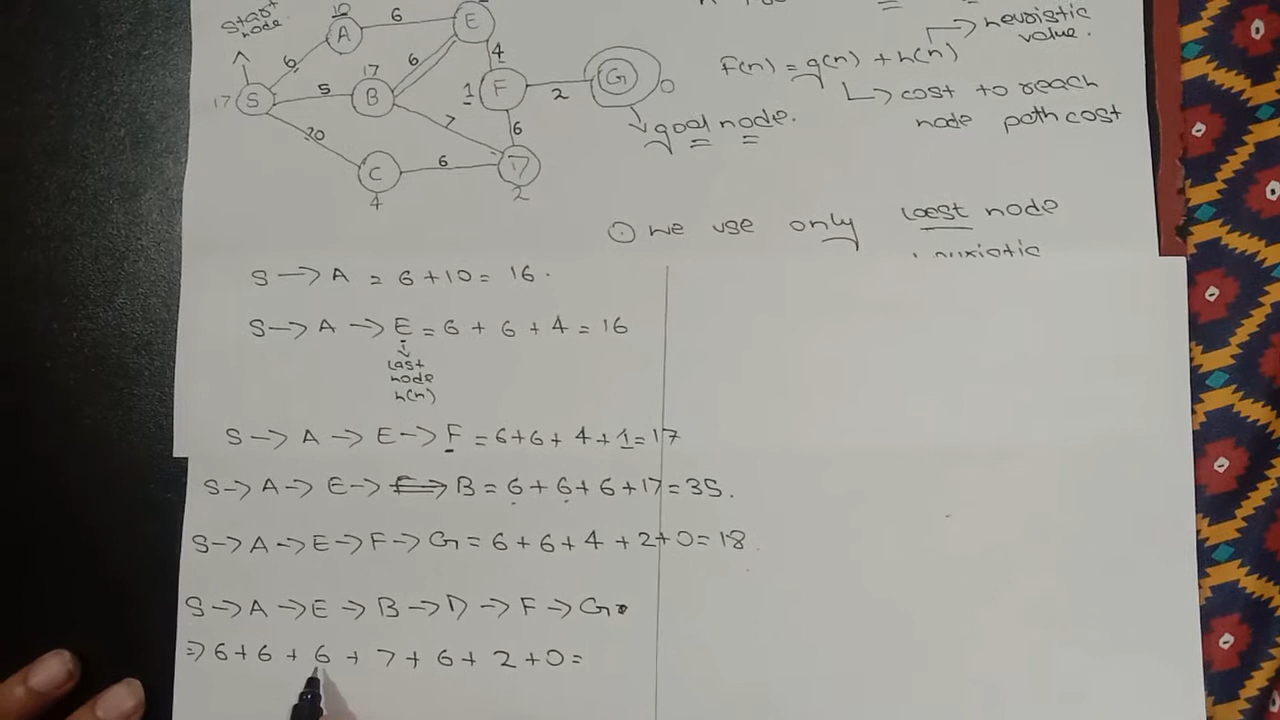 Start node
10
A
6
E
6
4
6
17
heuristic value.
f(n) = g(n) + h(n)
17 S
5
B
1 F
2
G
0
↳ cost to reach node path cost
goal node.
7
6
10
C
6
D
4
2
⊙ we use only last node
S → A = 6 + 10 = 16.
S → A → E = 6 + 6 + 4 = 16
last
node
h(n)
S → A → E → F = 6+6+4+1=17
S → A → E → B = 6 + 6 + 6 + 17 = 35.
S → A → E → F → G = 6 + 6 + 4 + 2 + 0 = 18
S → A → E → B → D → F → G
⇒ 6 + 6 + 6 + 7 + 6 + 2 + 0 =